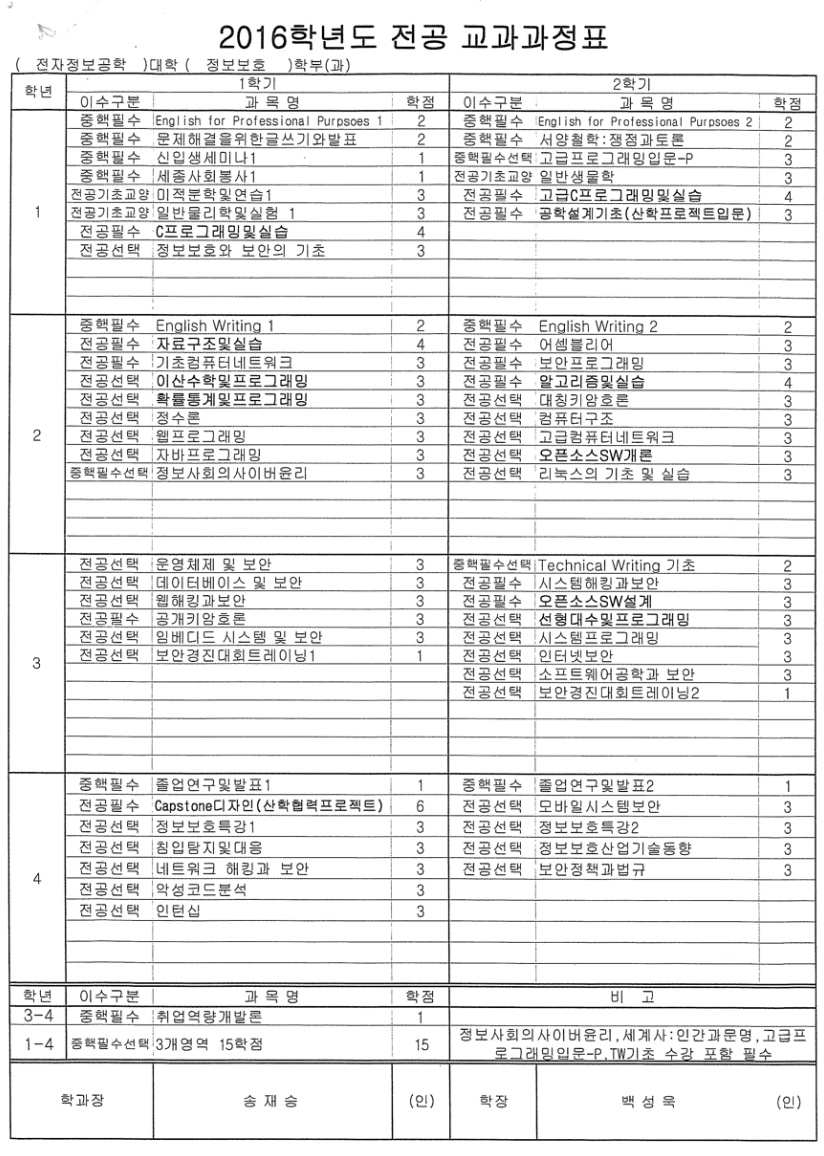 2016학년도 전공 교과과정표
( 전자정보공학 )대학 ( 정보보호 )학부(과)
학년 1학기 2학기
이수구분 과 목 명 학점 이수구분 과 목 명 학점
1
중핵필수 English for Professional Purpsoes 1 2 중핵필수 English for Professional Purpsoes 2 2
중핵필수 문제해결을위한글쓰기와발표 2 중핵필수 서양철학:쟁점과토론 2
중핵필수 신입생세미나1 1 중핵필수선택 고급프로그래밍입문-P 3
중핵필수 세종사회봉사1 1 전공기초교양 일반생물학 3
전공기초교양 미적분학및연습1 3 전공필수 고급C프로그래밍및실습 4
전공기초교양 일반물리학및실험 1 3 전공필수 공학설계기초(산학프로젝트입문) 3
전공필수 C프로그래밍및실습 4
전공선택 정보보호와 보안의 기초 3
2
중핵필수 English Writing 1 2 중핵필수 English Writing 2 2
전공필수 자료구조및실습 4 전공필수 어셈블리어 3
전공필수 기초컴퓨터네트워크 3 전공필수 보안프로그래밍 3
전공선택 이산수학및프로그래밍 3 전공필수 알고리즘및실습 4
전공선택 확률통계및프로그래밍 3 전공선택 대칭키암호론 3
전공선택 정수론 3 전공선택 컴퓨터구조 3
전공선택 웹프로그래밍 3 전공선택 고급컴퓨터네트워크 3
전공선택 자바프로그래밍 3 전공선택 오픈소스SW개론 3
중핵필수선택 정보사회의사이버윤리 3 전공선택 리눅스의 기초 및 실습 3
3
전공선택 운영체제 및 보안 3 중핵필수선택 Technical Writing 기초 2
전공선택 데이터베이스 및 보안 3 전공필수 시스템해킹과보안 3
전공선택 웹해킹과보안 3 전공필수 오픈소스SW설계 3
전공필수 공개키암호론 3 전공선택 선형대수및프로그래밍 3
전공선택 임베디드 시스템 및 보안 3 전공선택 시스템프로그래밍 3
전공선택 보안경진대회트레이닝1 1 전공선택 인터넷보안 3
전공선택 소프트웨어공학과 보안 3
전공선택 보안경진대회트레이닝2 1
4
중핵필수 졸업연구및발표1 1 중핵필수 졸업연구및발표2 1
전공필수 Capstone디자인(산학협력프로젝트) 6 전공선택 모바일시스템보안 3
전공선택 정보보호특강1 3 전공선택 정보보호특강2 3
전공선택 침입탐지및대응 3 전공선택 정보보호산업기술동향 3
전공선택 네트워크 해킹과 보안 3 전공선택 보안정책과법규 3
전공선택 악성코드분석 3
전공선택 인턴십 3
학년 이수구분 과 목 명 학점 비 고
3-4 중핵필수 취업역량개발론 1
1-4 중핵필수선택 3개영역 15학점 15 정보사회의사이버윤리,세계사:인간과문명,고급프
로그래밍입문-P,TW기초 수강 포함 필수
학과장 송 재 승 (인) 학장 백 성 욱 (인)